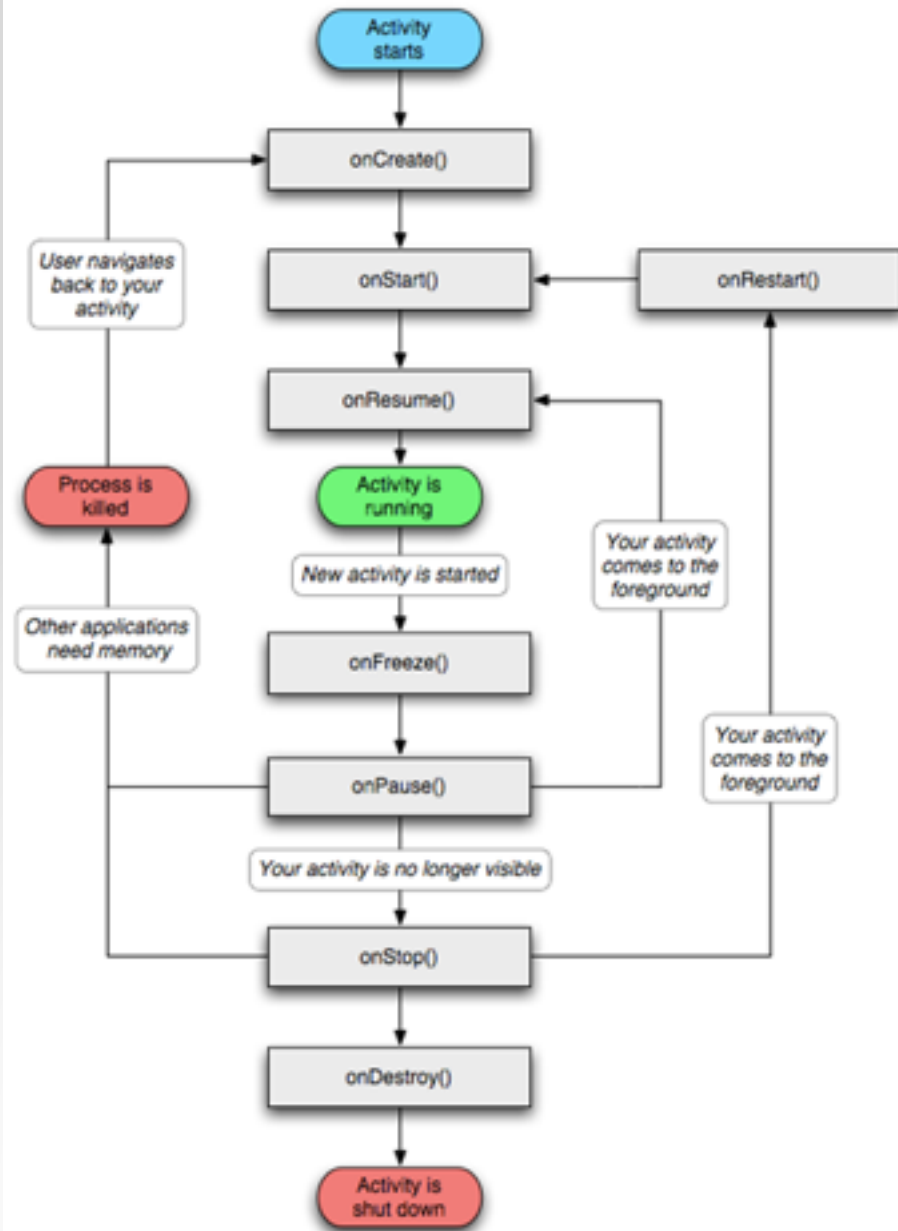 Activity
starts
onCreate()
User navigates
back to your
activity
onStart()
onRestart()
onResume()
Process is
killed
Activity is
running
New activity is started
Your activity
comes to the
foreground
Other applications
need memory
onFreeze()
Your activity
comes to the
foreground
onPause()
Your activity is no longer visible
onStop()
onDestroy()
Activity is
shut down